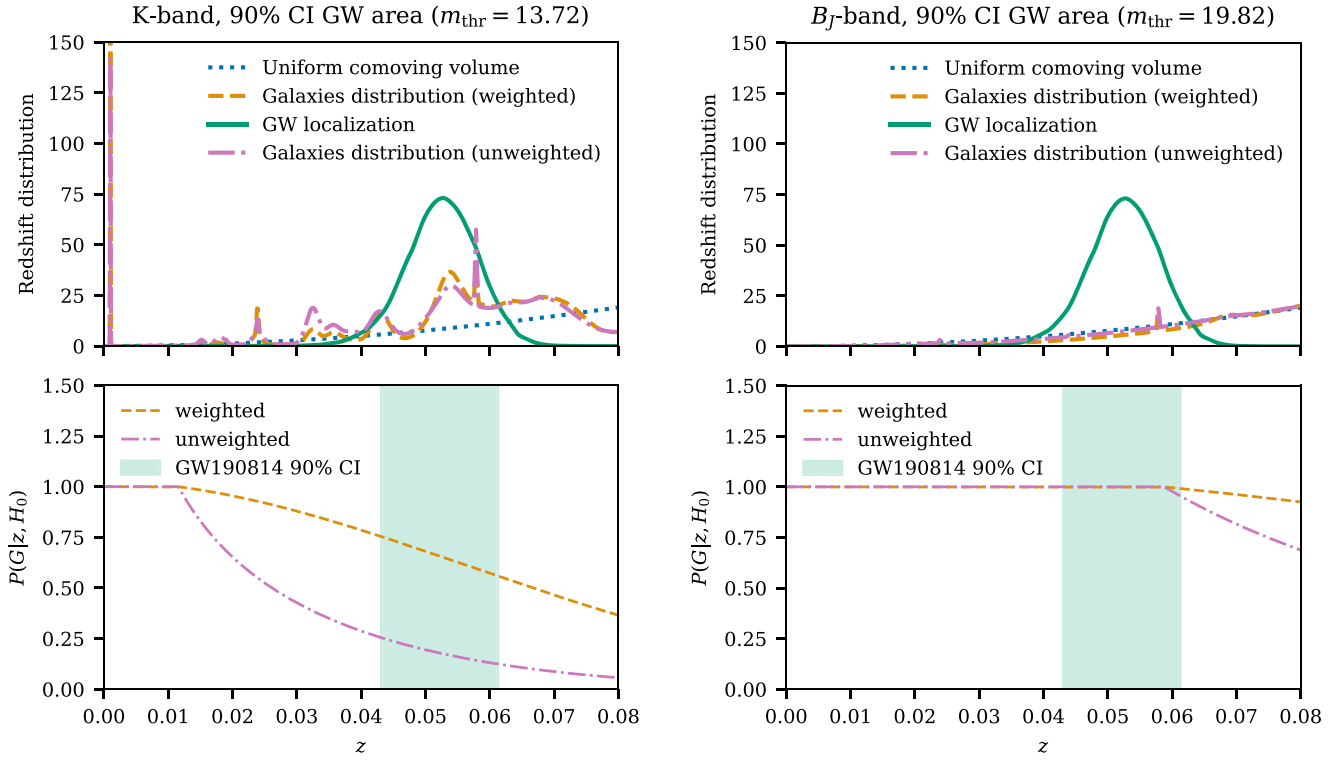 K-band, 90% CI GW area (m_thr = 13.72)
150
125
100
75
50
25
0
Redshift distribution
Uniform comoving volume
Galaxies distribution (weighted)
GW localization
Galaxies distribution (unweighted)
B_J-band, 90% CI GW area (m_thr = 19.82)
150
125
100
75
50
25
0
Redshift distribution
Uniform comoving volume
Galaxies distribution (weighted)
GW localization
Galaxies distribution (unweighted)
1.50
1.25
1.00
0.75
0.50
0.25
0.00
P(G|z, H_0)
weighted
unweighted
GW190814 90% CI
0.00 0.01 0.02 0.03 0.04 0.05 0.06 0.07 0.08
z
1.50
1.25
1.00
0.75
0.50
0.25
0.00
P(G|z, H_0)
weighted
unweighted
GW190814 90% CI
0.00 0.01 0.02 0.03 0.04 0.05 0.06 0.07 0.08
z